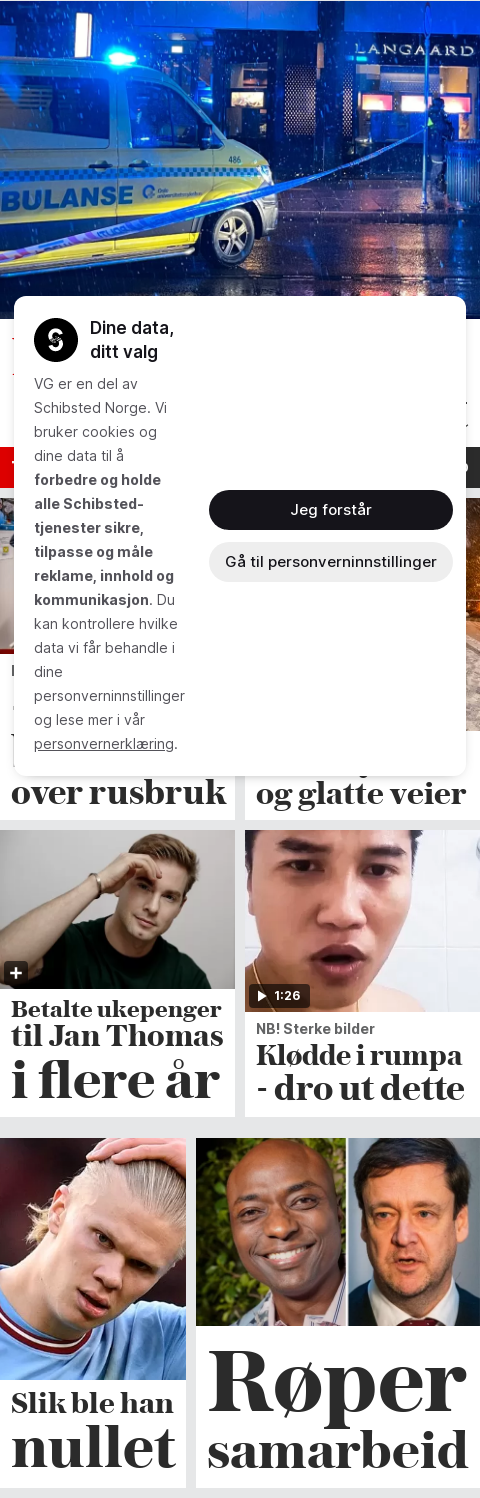 LANGAARD
486
BULANSE
Dine data,
ditt valg
VG er en del av
Schibsted Norge. Vi
bruker cookies og
dine data til å
forbedre og holde
alle Schibsted-
tjenester sikre,
tilpasse og måle
reklame, innhold og
kommunikasjon. Du
kan kontrollere hvilke
data vi får behandle i
dine
personverninnstillinger
og lese mer i vår
personvernerklæring.
Jeg forstår
Gå til personverninnstillinger
over rusbruk
og glatte veier
Betalte ukepenger
til Jan Thomas
i flere år
1:26
NB! Sterke bilder
Klødde i rumpa
- dro ut dette
Slik ble han
nullet
Røper
samarbeid